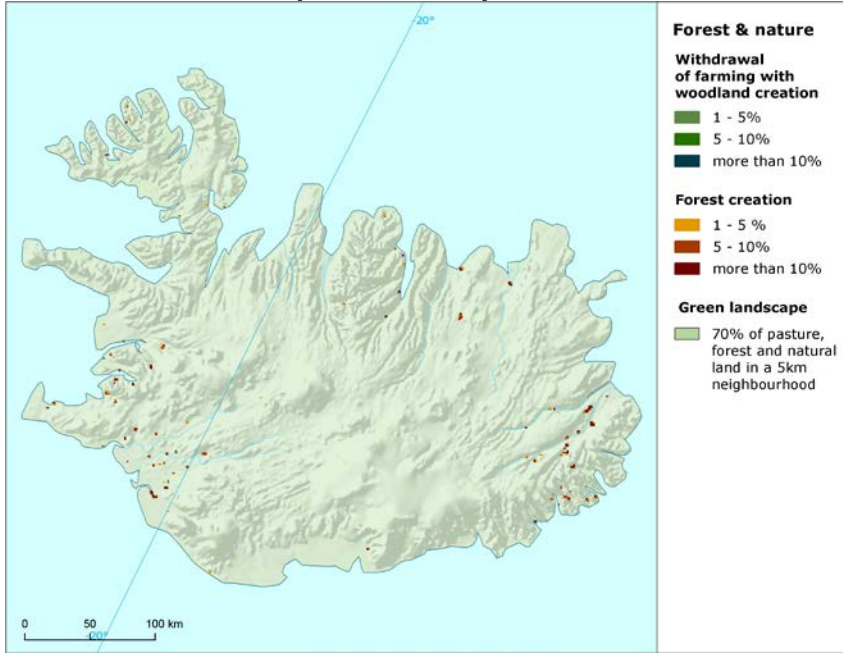 -20°
Forest & nature
Withdrawal
of farming with
woodland creation
1 - 5%
5 - 10%
more than 10%
Forest creation
1 - 5 %
5 - 10%
more than 10%
Green landscape
70% of pasture,
forest and natural
land in a 5km
neighbourhood
0 50 100 km
-20°